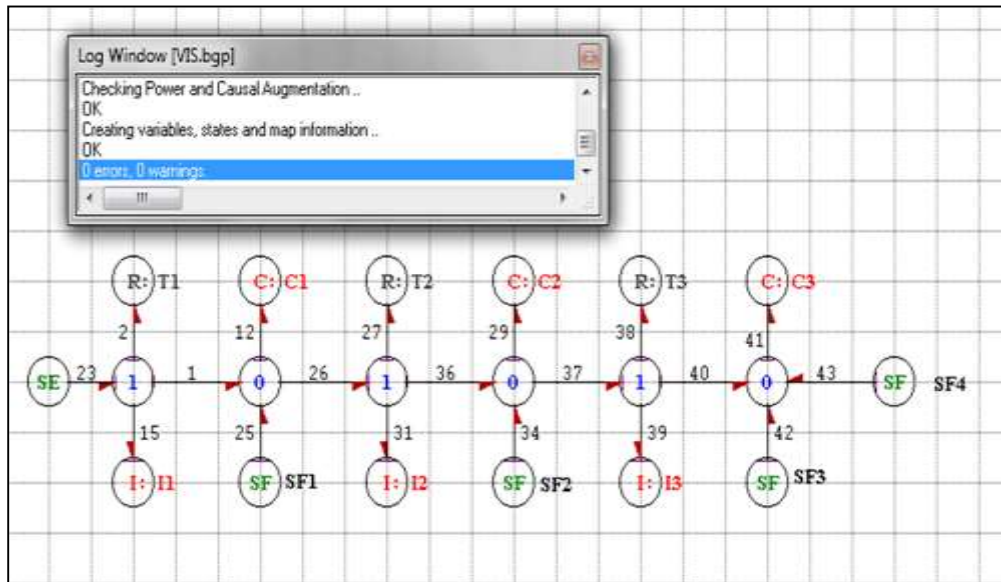 Log Window [VIS.bgp]
Checking Power and Causal Augmentation ..
OK
Creating variables, states and map information ..
OK
0 errors, 0 warnings
R: T1 C: C1 R: T2 C: C2 R: T3 C: C3
2 12 27 29 38 41
SE 23 1 1 0 26 1 36 0 37 1 40 0 43 SF SF4
15 25 31 34 39 42
I: I1 SF SF1 I: I2 SF SF2 I: I3 SF SF3